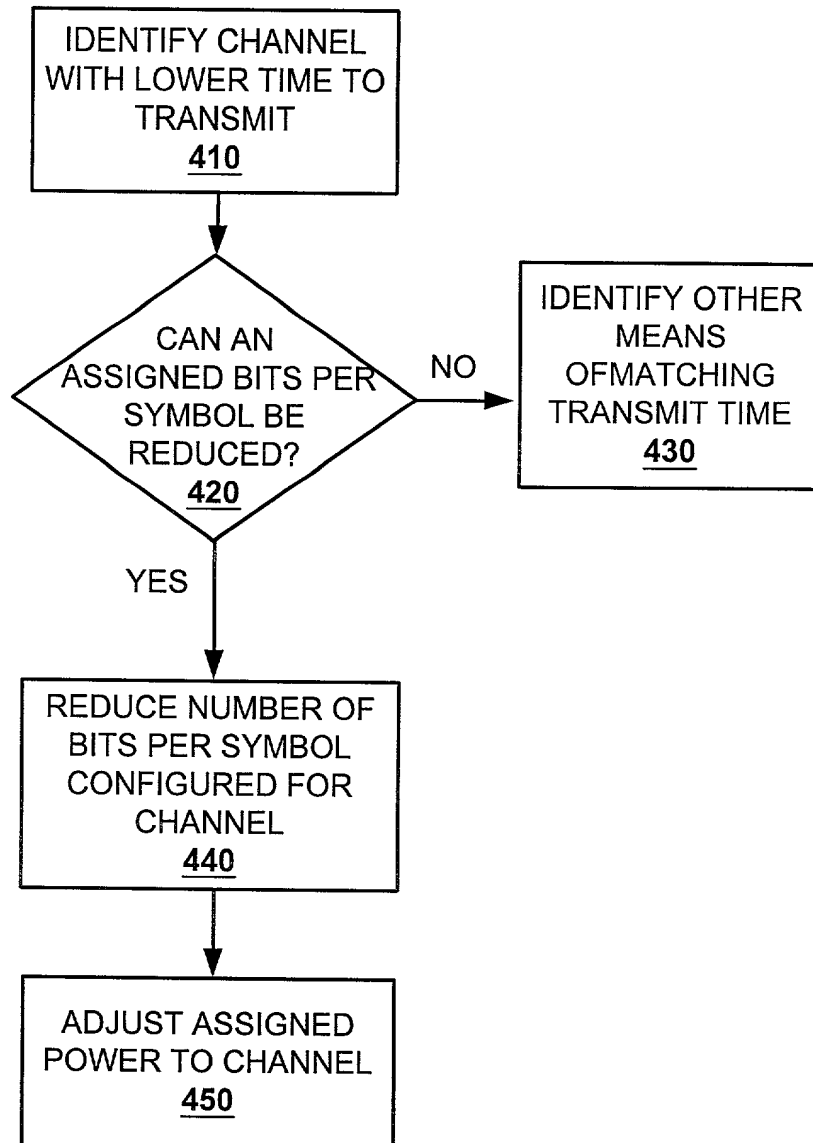 IDENTIFY CHANNEL
WITH LOWER TIME TO
TRANSMIT
410
CAN AN
ASSIGNED BITS PER
SYMBOL BE
REDUCED?
420
NO
IDENTIFY OTHER
MEANS
OFMATCHING
TRANSMIT TIME
430
YES
REDUCE NUMBER OF
BITS PER SYMBOL
CONFIGURED FOR
CHANNEL
440
ADJUST ASSIGNED
POWER TO CHANNEL
450